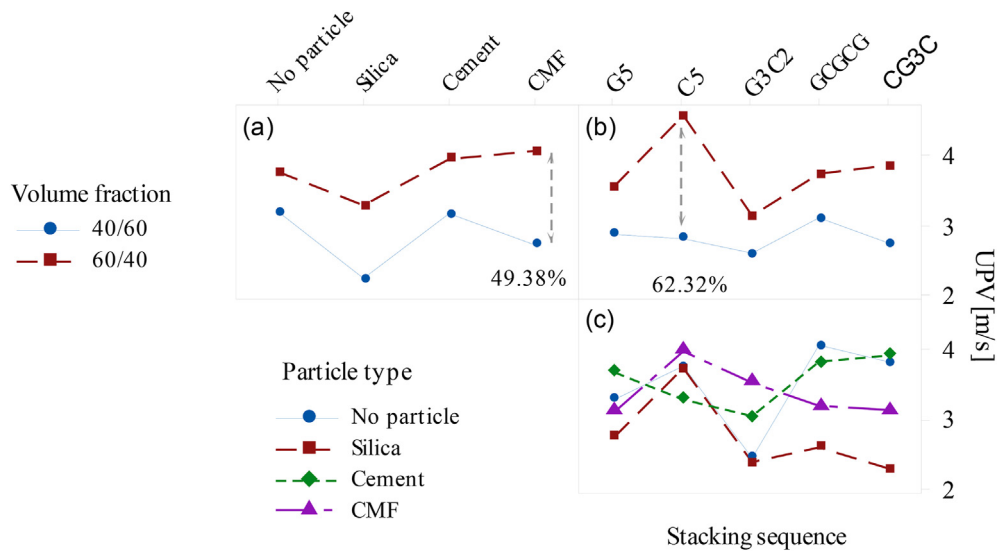 No particle
Silica
Cement
CMF
G5
C5
G3C2
GCGCG
CG3C
(a)
(b)
Volume fraction
40/60
60/40
49.38%
62.32%
4
3
2
UPV [m/s]
(c)
4
3
2
Particle type
No particle
Silica
Cement
CMF
Stacking sequence